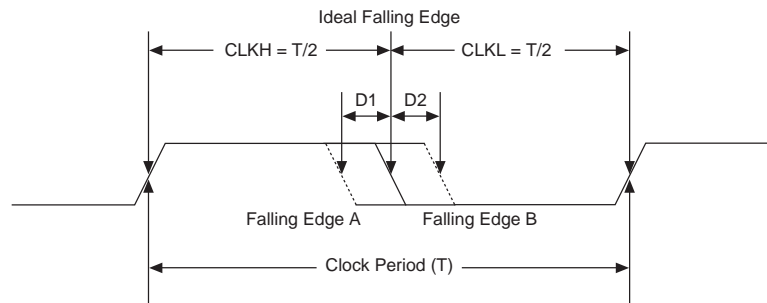 Ideal Falling Edge
CLKH = T/2
CLKL = T/2
D1
D2
Falling Edge A
Falling Edge B
Clock Period (T)